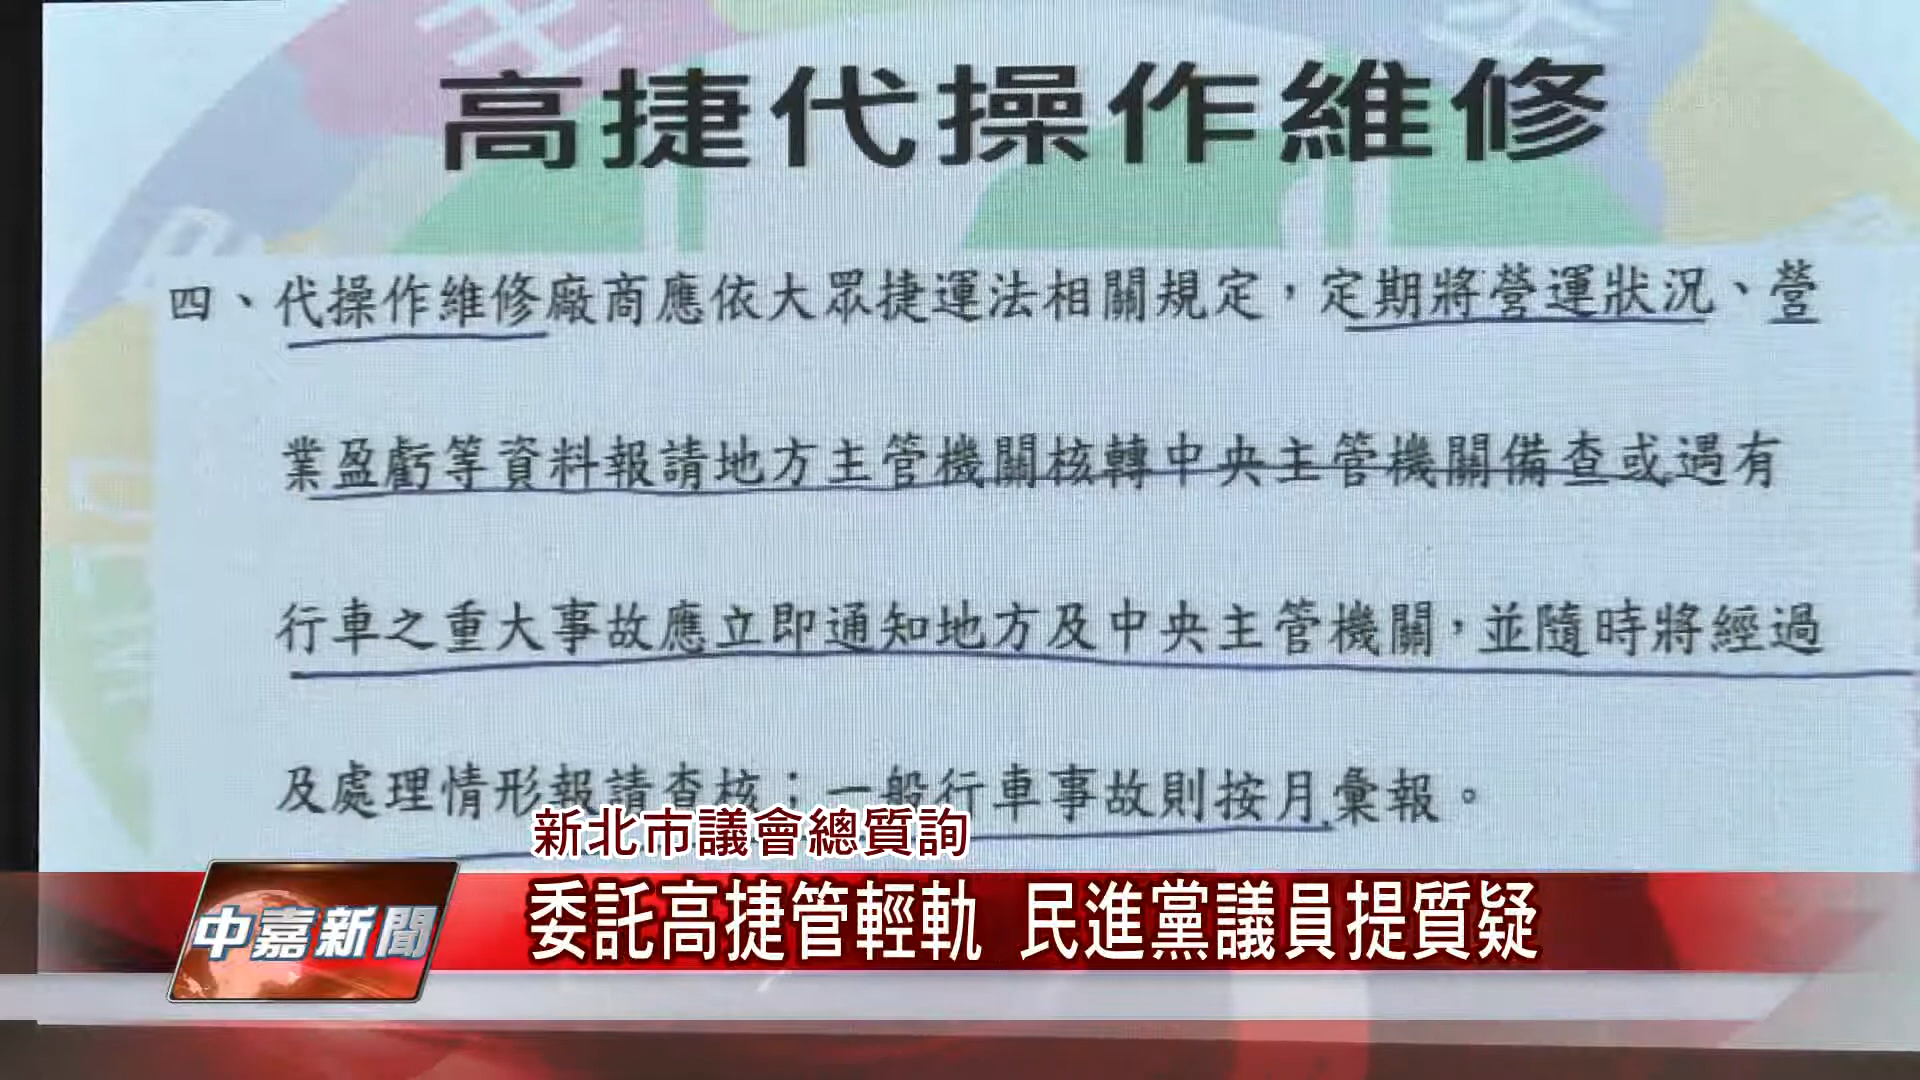 高捷代操作維修
四、代操作維修廠商應依大眾捷運法相關規定，定期將營運狀況、營
業盈虧等資料報請地方主管機關核轉中央主管機關備查或遇有
行車之重大事故應立即通知地方及中央主管機關，並隨時將經過
及處理情形報請查核；一般行車事故則按月彙報。
新北市議會總質詢
委託高捷管輕軌 民進黨議員提質疑
中嘉新聞